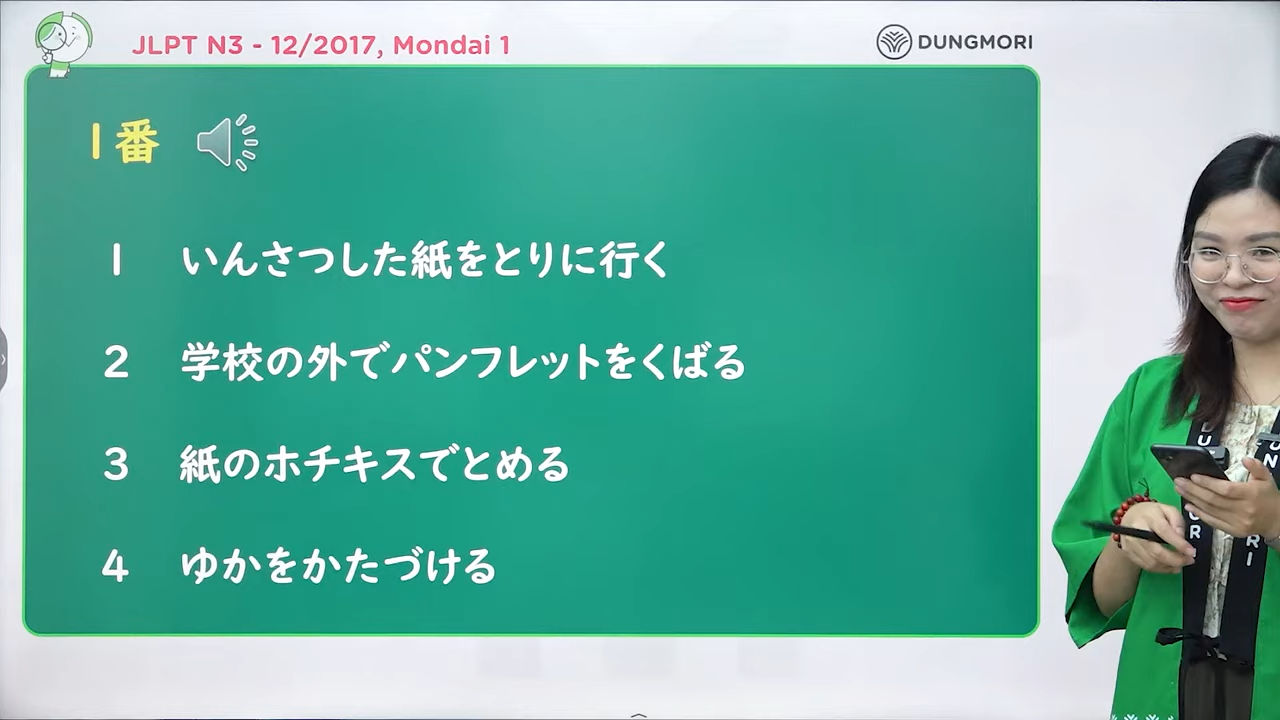 JLPT N3 - 12/2017, Mondai 1
DUNGMORI
1番
1 いんさつした紙をとりに行く
2 学校の外でパンフレットをくばる
3 紙のホチキスでとめる
4 ゆかをかたづける